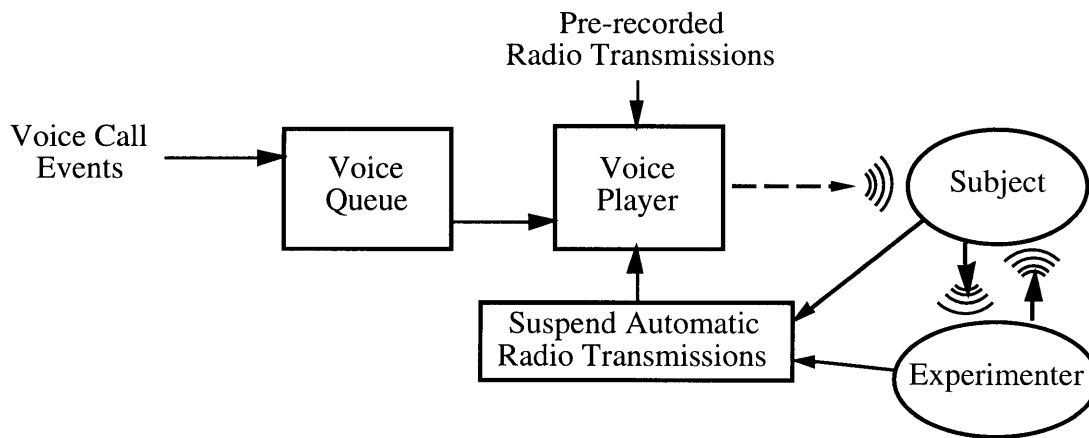 Pre-recorded
Radio Transmissions
Voice Call
Events
Voice
Queue
Voice
Player
Subject
Suspend Automatic
Radio Transmissions
Experimenter